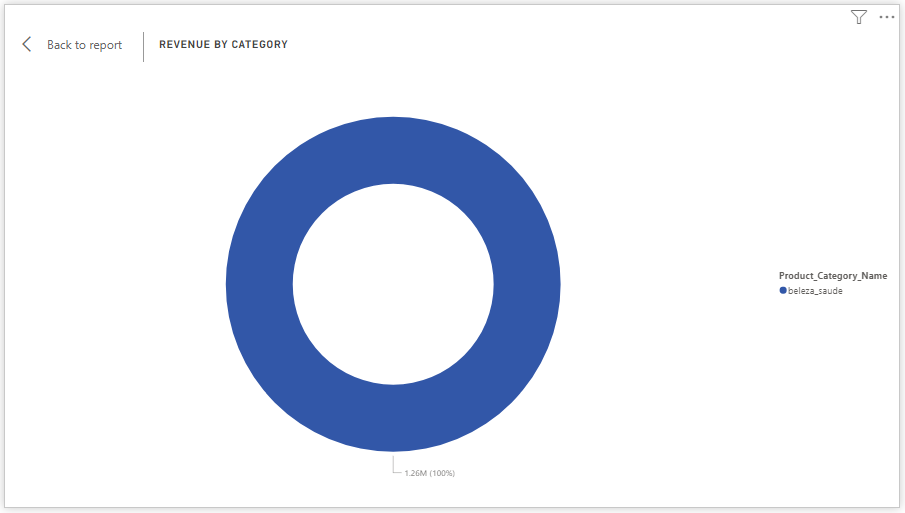 Back to report
REVENUE BY CATEGORY
Product_Category_Name
beleza_saude
1.26M (100%)